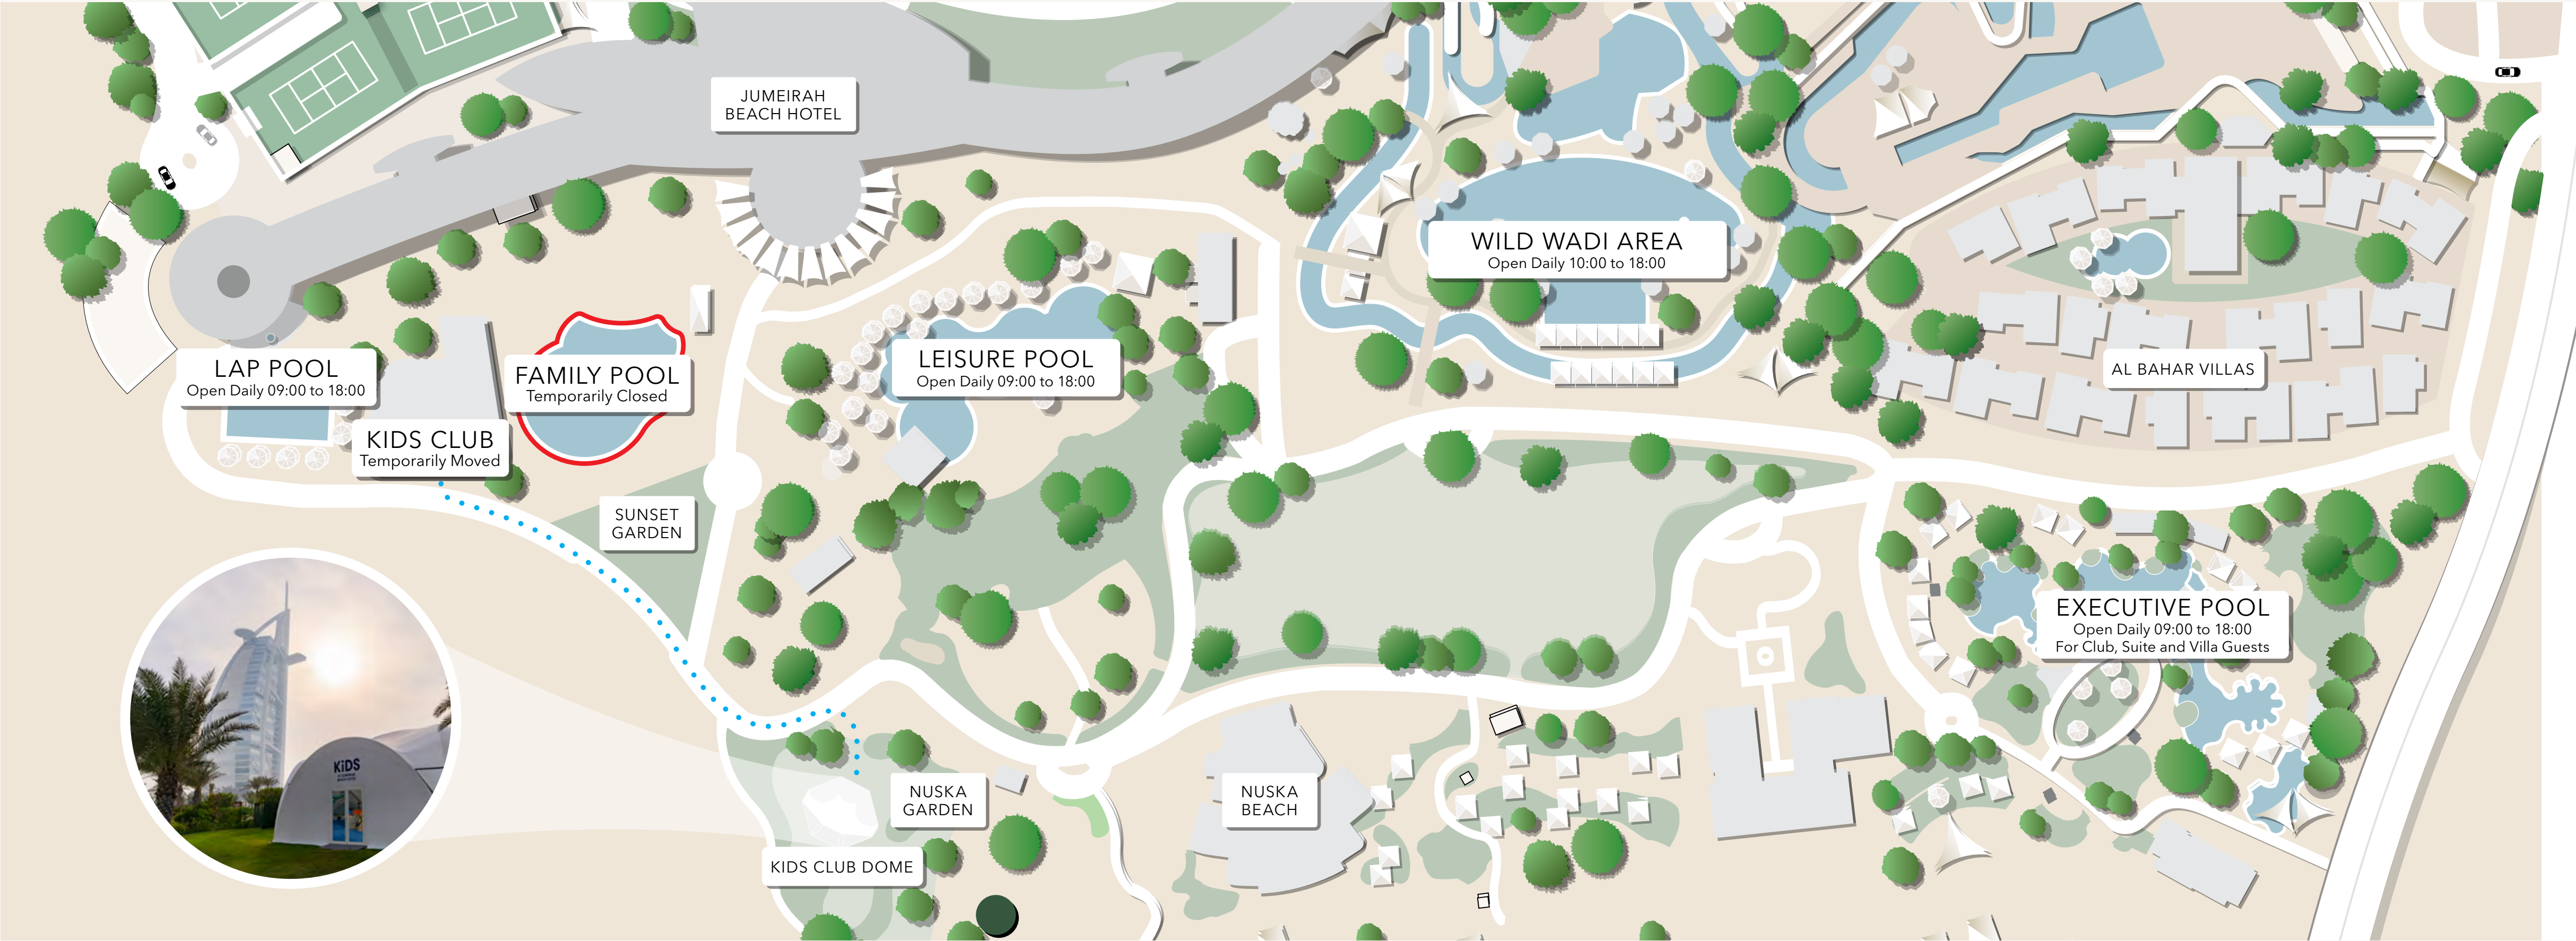 JUMEIRAH
BEACH HOTEL
WILD WADI AREA
Open Daily 10:00 to 18:00
LAP POOL
Open Daily 09:00 to 18:00
FAMILY POOL
Temporarily Closed
LEISURE POOL
Open Daily 09:00 to 18:00
AL BAHAR VILLAS
KIDS CLUB
Temporarily Moved
SUNSET
GARDEN
EXECUTIVE POOL
Open Daily 09:00 to 18:00
For Club, Suite and Villa Guests
KiDS
NUSKA
GARDEN
NUSKA
BEACH
KIDS CLUB DOME